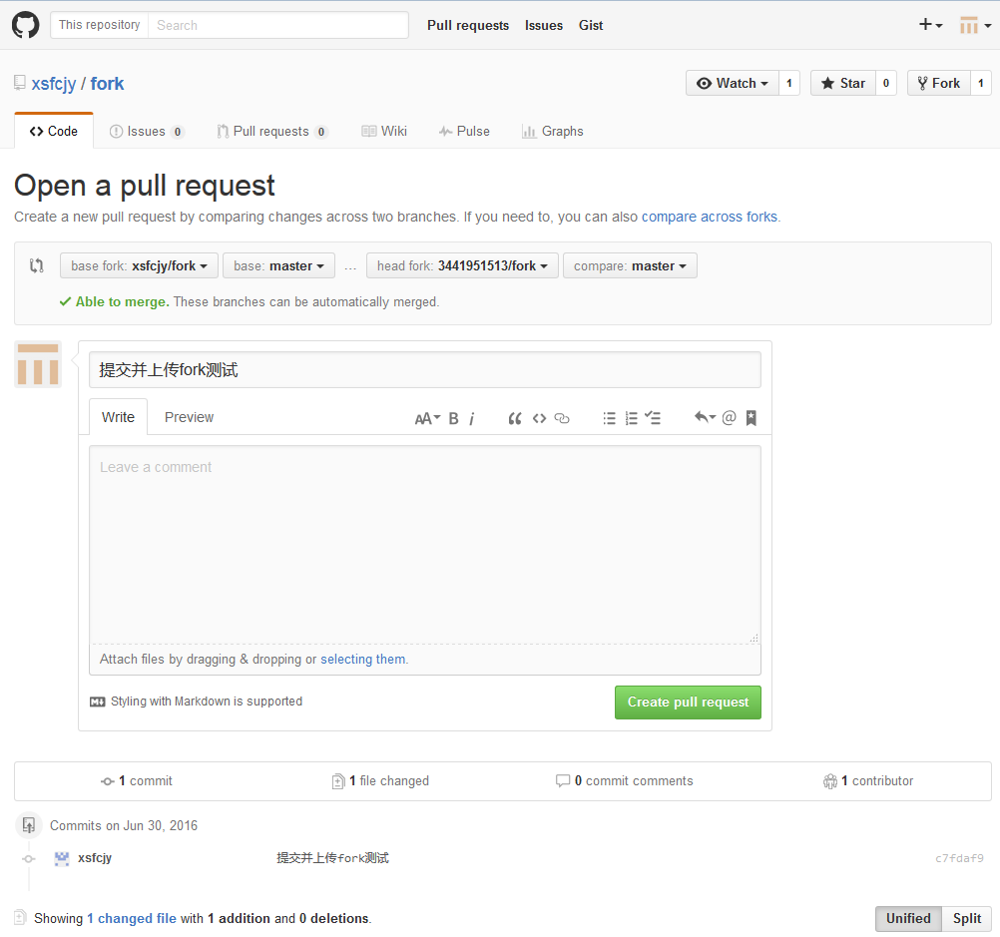 This repository Search Pull requests Issues Gist
xsfcjy / fork Watch 1 Star 0 Fork 1
Code Issues 0 Pull requests 0 Wiki Pulse Graphs
Open a pull request
Create a new pull request by comparing changes across two branches. If you need to, you can also compare across forks.
base fork: xsfcjy/fork base: master ... head fork: 3441951513/fork compare: master
Able to merge. These branches can be automatically merged.
提交并上传fork测试
Write Preview AA B i
Leave a comment
Attach files by dragging & dropping or selecting them.
Styling with Markdown is supported Create pull request
1 commit 1 file changed 0 commit comments 1 contributor
Commits on Jun 30, 2016
xsfcjy 提交并上传fork测试 c7fdaf9
Showing 1 changed file with 1 addition and 0 deletions. Unified Split